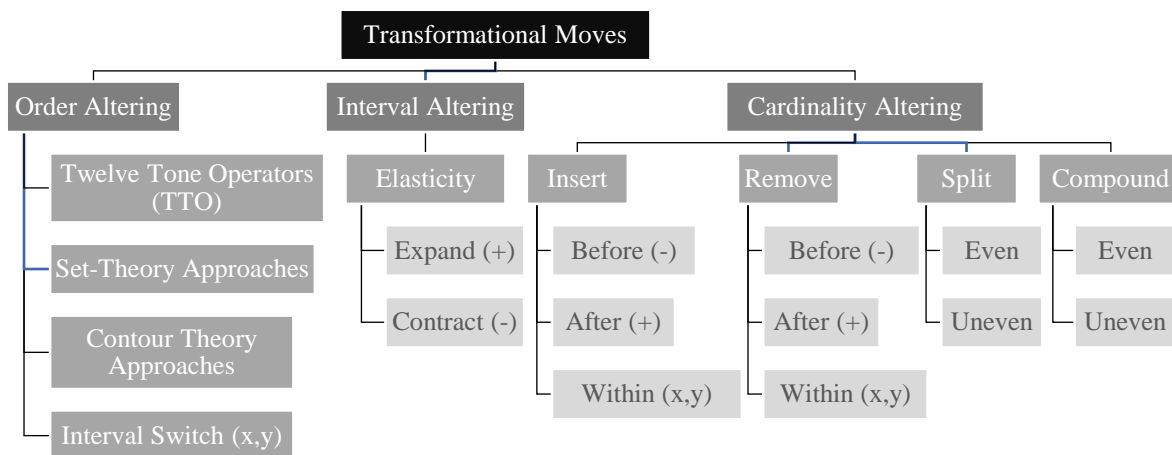 Transformational Moves
Order Altering
Twelve Tone Operators
(TTO)
Set-Theory Approaches
Contour Theory
Approaches
Interval Switch (x,y)
Interval Altering
Elasticity
Expand (+)
Contract (-)
Cardinality Altering
Insert
Before (-)
After (+)
Within (x,y)
Remove
Before (-)
After (+)
Within (x,y)
Split
Even
Uneven
Compound
Even
Uneven